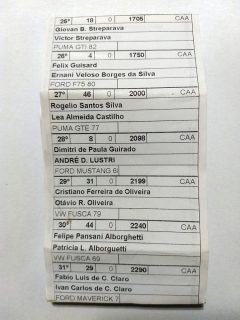 25º 18 0 1706 CAA
Giovan B. Streparava
Victor Streparava
PUMA GTI 82
26º 4 0 1750 CAA
Felix Guisard
Ernani Veloso Borges da Silva
FORD F75 80
27º 46 0 2000 CAA
Rogelio Santos Silva
Lea Almeida Castilho
PUMA GTE 77
28º 8 0 2098 CAA
Dimitri de Paula Guirado
ANDRÉ D. LUSTRI
FORD MUSTANG 6
29º 31 0 2199 CAA
Cristiano Ferreira de Oliveira
Otávio R. Oliveira
VW FUSCA 79
30º 44 0 2240 CAA
Felipe Pansani Alborghetti
Patricia L. Alborguetti
VW FUSCA 69
31º 29 0 2290 CAA
Fabio Luis de C. Claro
Ivan Carlos de C. Claro
FORD MAVERICK 7